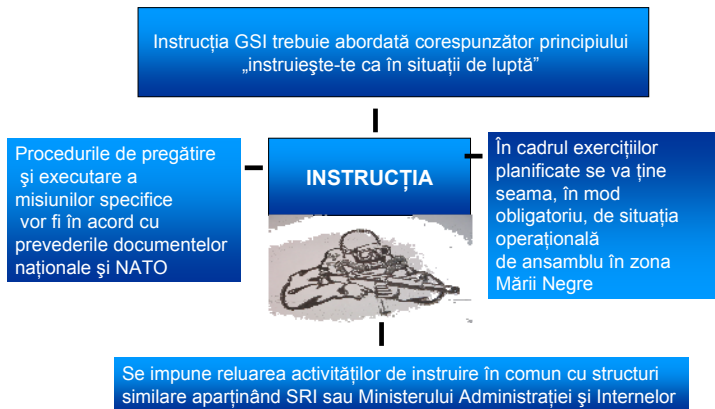 Instrucția GSI trebuie abordată corespunzător principiului
„instruieşte-te ca în situații de luptă”
Procedurile de pregătire
şi executare a
misiunilor specifice
vor fi în acord cu
prevederile documentelor
naționale şi NATO
INSTRUCȚIA
În cadrul exercițiilor
planificate se va ține
seama, în mod
obligatoriu, de situația
operațională
de ansamblu în zona
Mării Negre
Se impune reluarea activităților de instruire în comun cu structuri
similare aparținând SRI sau Ministerului Administrației şi Internelor